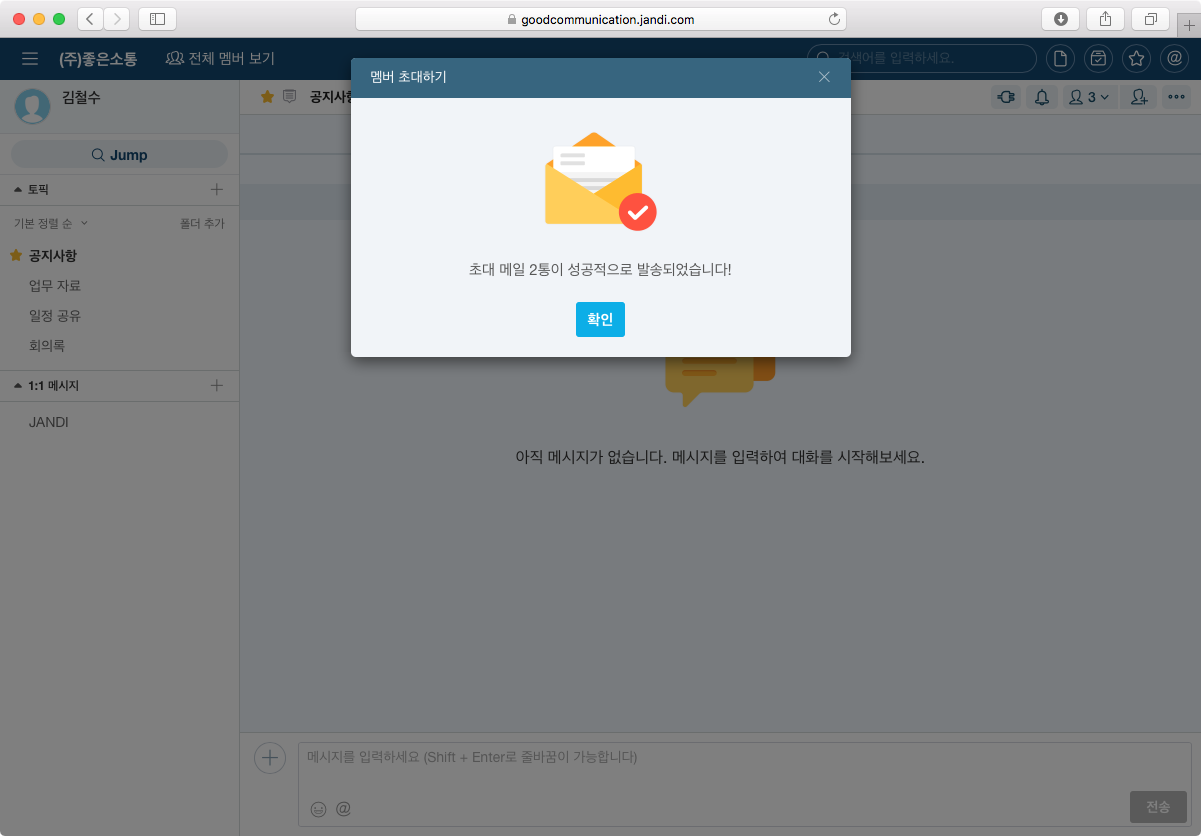 goodcommunication.jandi.com
(주)좋은소통
전체 멤버 보기
검색어를 입력하세요.
@
멤버 초대하기
김철수
공지사항
3
Jump
토픽
기본 정렬 순
폴더 추가
공지사항
업무 자료
일정 공유
회의록
1:1 메시지
JANDI
초대 메일 2통이 성공적으로 발송되었습니다!
확인
아직 메시지가 없습니다. 메시지를 입력하여 대화를 시작해보세요.
메시지를 입력하세요 (Shift + Enter로 줄바꿈이 가능합니다)
@
전송